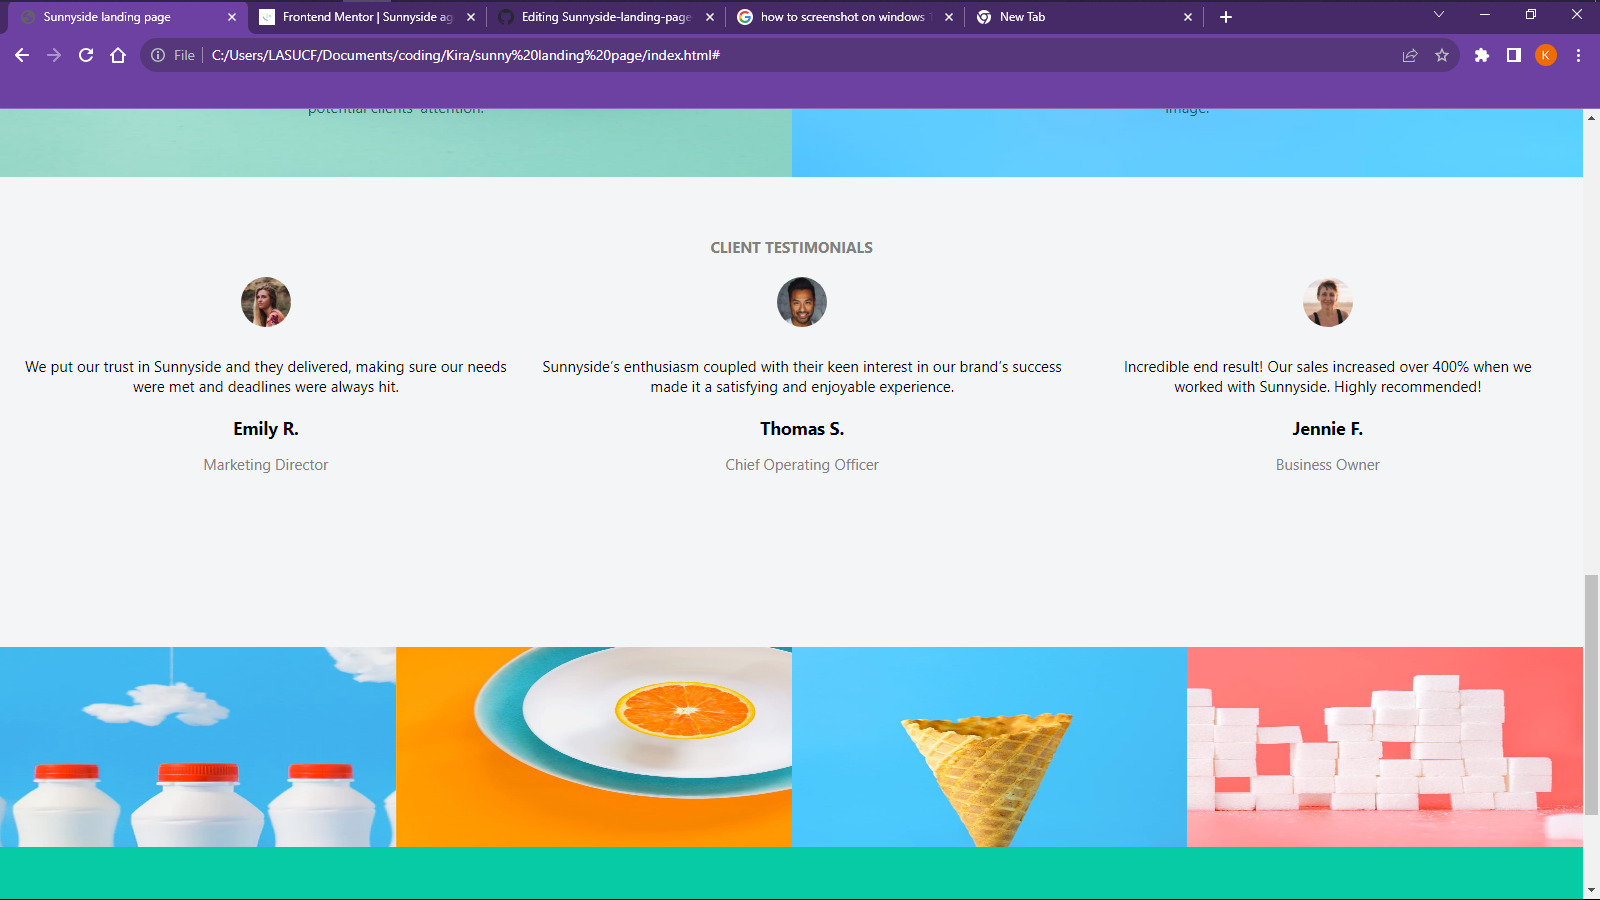 Sunnyside landing page
Frontend Mentor | Sunnyside ag
Editing Sunnyside-landing-page
how to screenshot on windows
New Tab
File
C:/Users/LASUCF/Documents/coding/Kira/sunny%20landing%20page/index.html#
K
potential clients' attention.
image.
CLIENT TESTIMONIALS
We put our trust in Sunnyside and they delivered, making sure our needs
were met and deadlines were always hit.
Emily R.
Marketing Director
Sunnyside’s enthusiasm coupled with their keen interest in our brand’s success
made it a satisfying and enjoyable experience.
Thomas S.
Chief Operating Officer
Incredible end result! Our sales increased over 400% when we
worked with Sunnyside. Highly recommended!
Jennie F.
Business Owner